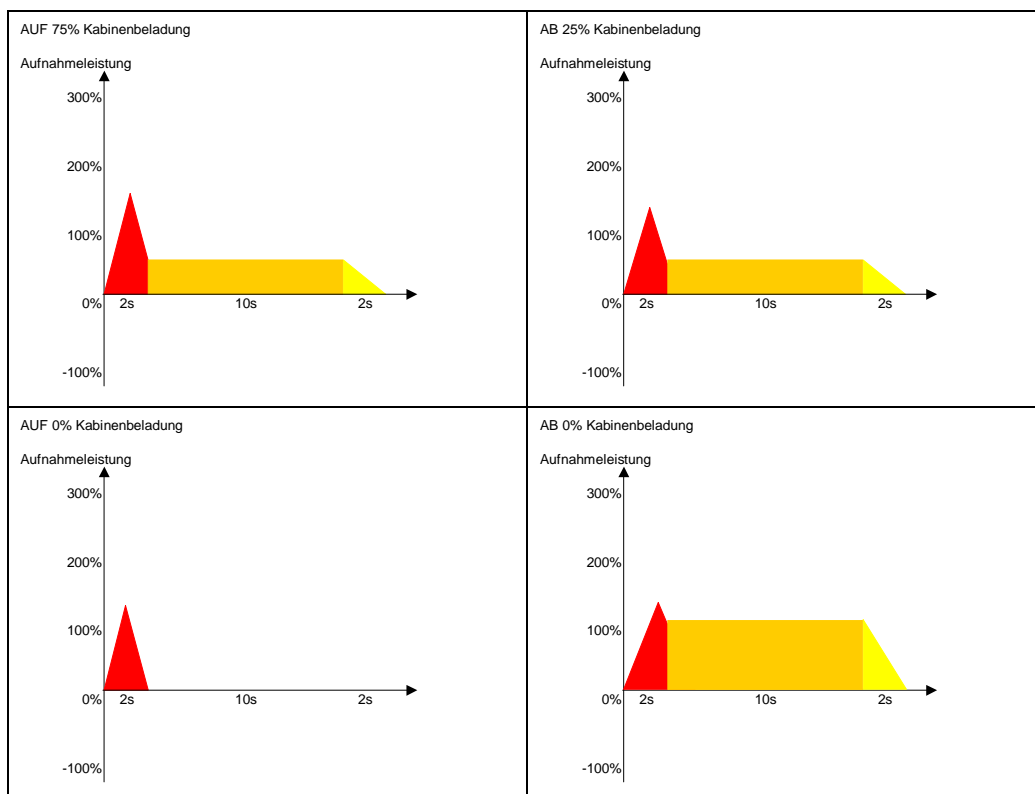 AUF 75% Kabinenbeladung
Aufnahmeleistung
300%
200%
100%
0%
2s 10s 2s
-100%
AB 25% Kabinenbeladung
Aufnahmeleistung
300%
200%
100%
0%
2s 10s 2s
-100%
AUF 0% Kabinenbeladung
Aufnahmeleistung
300%
200%
100%
0%
2s 10s 2s
-100%
AB 0% Kabinenbeladung
Aufnahmeleistung
300%
200%
100%
0%
2s 10s 2s
-100%